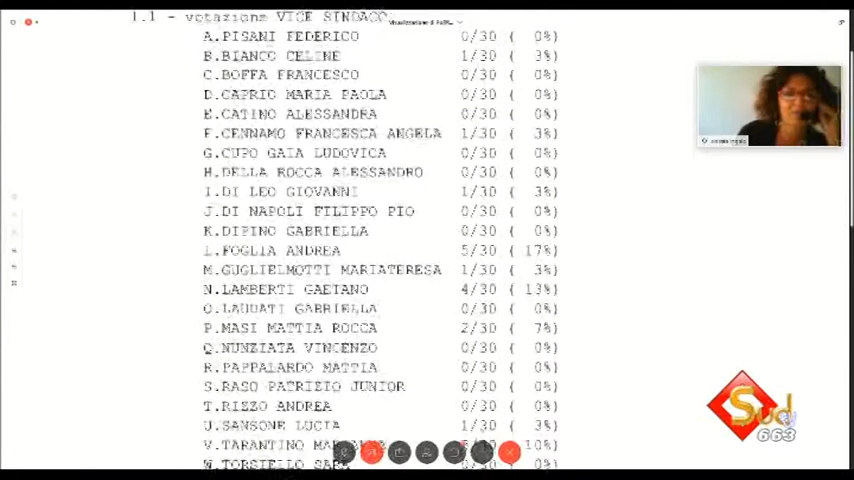 1.1 - votazione VICE SINDACO
A.PISANI FEDERICO 0/30 ( 0%)
B.BIANCO CELINE 1/30 ( 3%)
C.BOFFA FRANCESCO 0/30 ( 0%)
D.CAPRIO MARIA PAOLA 0/30 ( 0%)
E.CATINO ALESSANDRA 0/30 ( 0%)
F.CENNAMO FRANCESCA ANGELA 1/30 ( 3%)
G.CUPO GAIA LUDOVICA 0/30 ( 0%)
H.DELLA ROCCA ALESSANDRO 0/30 ( 0%)
I.DI LEO GIOVANNI 1/30 ( 3%)
J.DI NAPOLI FILIPPO PIO 0/30 ( 0%)
K.DIPINO GABRIELLA 0/30 ( 0%)
L.FOGLIA ANDREA 5/30 ( 17%)
M.GUGLIELMOTTI MARIATERESA 1/30 ( 3%)
N.LAMBERTI GAETANO 4/30 ( 13%)
O.LAUDATI GABRIELLA 0/30 ( 0%)
P.MASI MATTIA ROCCA 2/30 ( 7%)
Q.NUNZIATA VINCENZO 0/30 ( 0%)
R.PAPPALARDO MATTIA 0/30 ( 0%)
S.RASO PATRIZIO JUNIOR 0/30 ( 0%)
T.RIZZO ANDREA 0/30 ( 0%)
U.SANSONE LUCIA 1/30 ( 3%)
V.TARANTINO 10%)
W.TORSIELLO SARA 0/30 ( 0%)
Sud
663